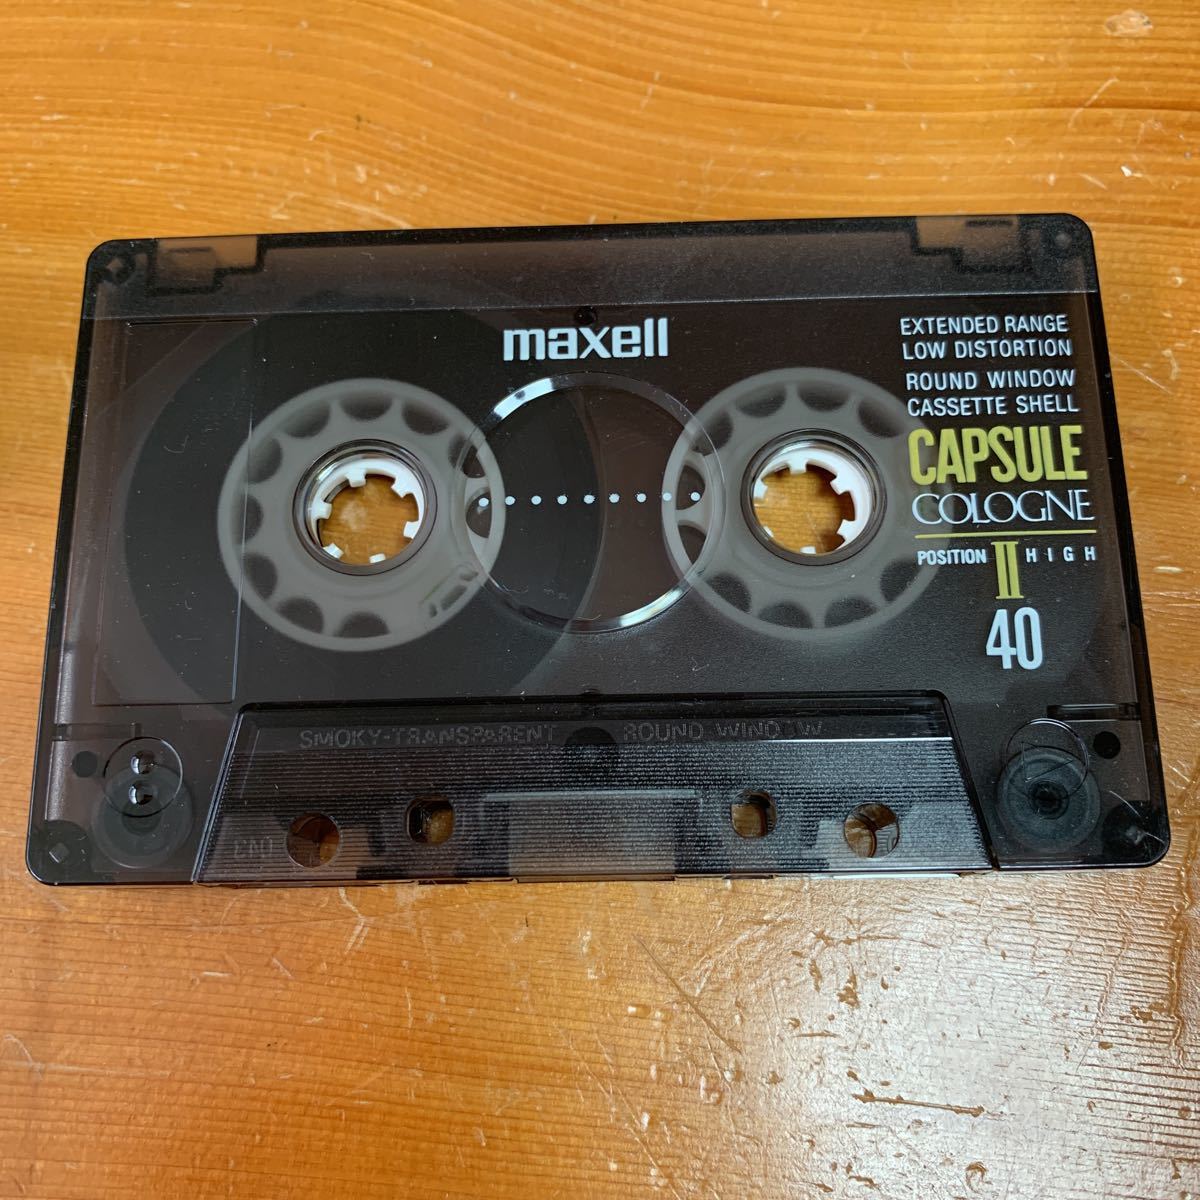 maxell
EXTENDED RANGE
LOW DISTORTION
ROUND WINDOW
CASSETTE SHELL
CAPSULE
COLOGNE
POSITION II HIGH
40
SMOKY-TRANSPARENT ROUND WINDOW